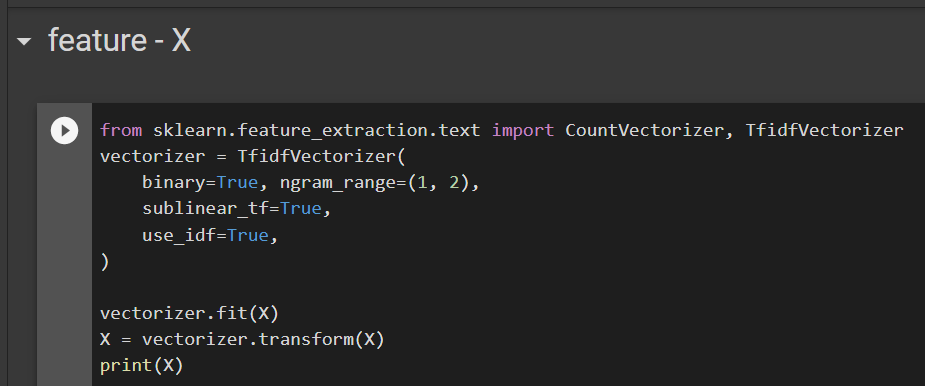 feature - X
from sklearn.feature_extraction.text import CountVectorizer, TfidfVectorizer
vectorizer = TfidfVectorizer(
    binary=True, ngram_range=(1, 2),
    sublinear_tf=True,
    use_idf=True,
)
vectorizer.fit(X)
X = vectorizer.transform(X)
print(X)